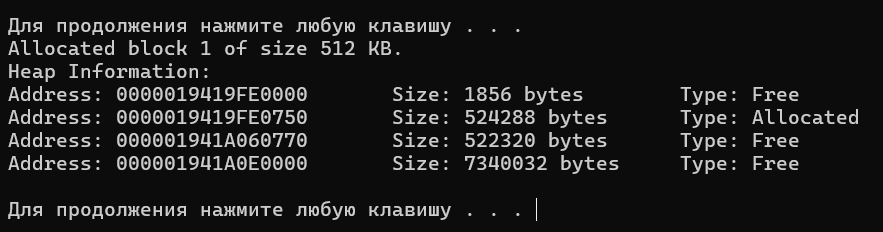 Для продолжения нажмите любую клавишу . . .
Allocated block 1 of size 512 KB.
Heap Information:
Address: 0000019419FE0000 Size: 1856 bytes Type: Free
Address: 0000019419FE0750 Size: 524288 bytes Type: Allocated
Address: 000001941A060770 Size: 522320 bytes Type: Free
Address: 000001941A0E0000 Size: 7340032 bytes Type: Free
Для продолжения нажмите любую клавишу . . .